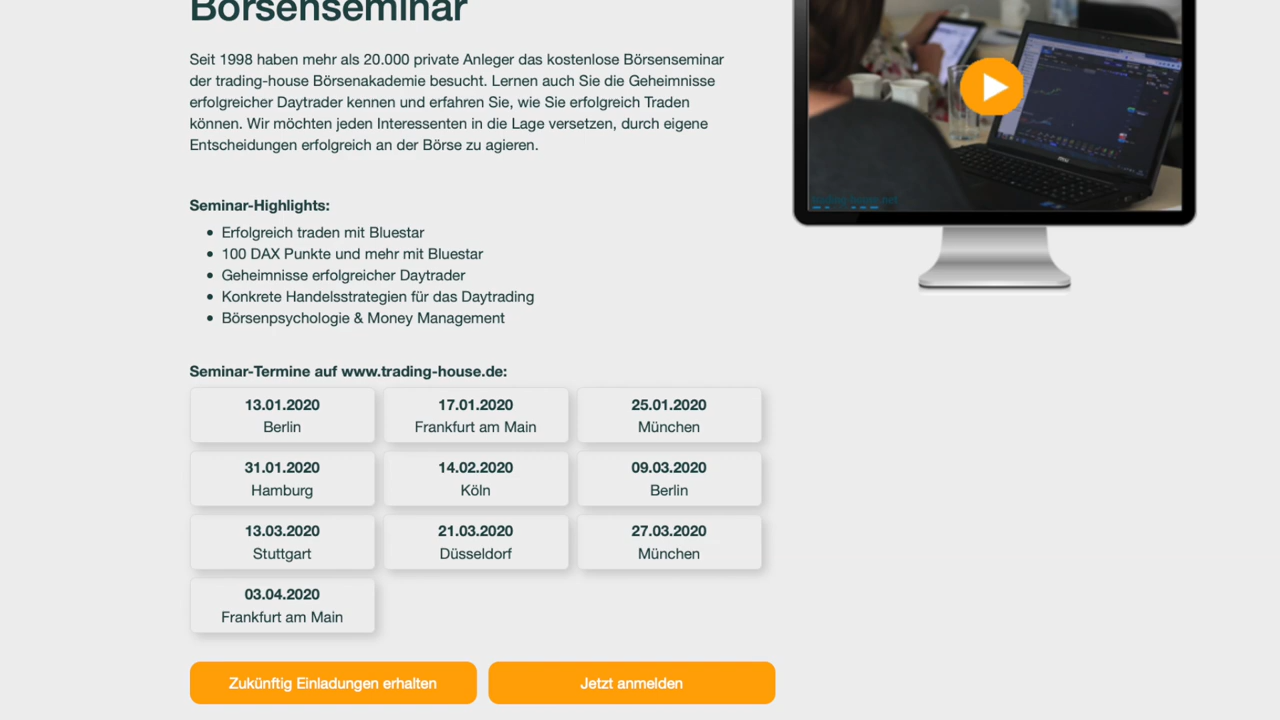 Börsenseminar
Seit 1998 haben mehr als 20.000 private Anleger das kostenlose Börsenseminar
der trading-house Börsenakademie besucht. Lernen auch Sie die Geheimnisse
erfolgreicher Daytrader kennen und erfahren Sie, wie Sie erfolgreich Traden
können. Wir möchten jeden Interessenten in die Lage versetzen, durch eigene
Entscheidungen erfolgreich an der Börse zu agieren.
Seminar-Highlights:
• Erfolgreich traden mit Bluestar
• 100 DAX Punkte und mehr mit Bluestar
• Geheimnisse erfolgreicher Daytrader
• Konkrete Handelsstrategien für das Daytrading
• Börsenpsychologie & Money Management
Seminar-Termine auf www.trading-house.de:
13.01.2020 17.01.2020 25.01.2020
Berlin Frankfurt am Main München
31.01.2020 14.02.2020 09.03.2020
Hamburg Köln Berlin
13.03.2020 21.03.2020 27.03.2020
Stuttgart Düsseldorf München
03.04.2020
Frankfurt am Main
Zukünftig Einladungen erhalten Jetzt anmelden
trading-house.net